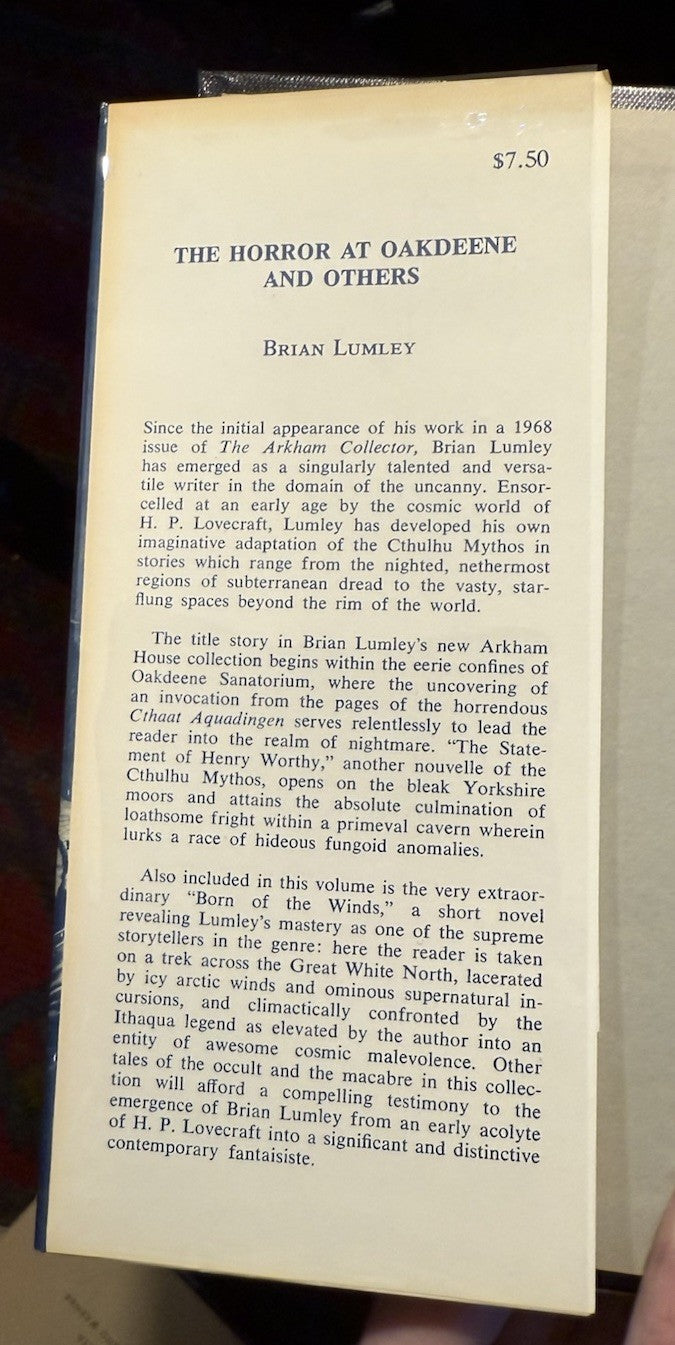 $7.50
THE HORROR AT OAKDEENE
AND OTHERS
BRIAN LUMLEY
Since the initial appearance of his work in a 1968
issue of The Arkham Collector, Brian Lumley
has emerged as a singularly talented and versa-
tile writer in the domain of the uncanny. Ensor-
celled at an early age by the cosmic world of
H. P. Lovecraft, Lumley has developed his own
imaginative adaptation of the Cthulhu Mythos in
stories which range from the nighted, nethermost
regions of subterranean dread to the vasty, star-
flung spaces beyond the rim of the world.
The title story in Brian Lumley's new Arkham
House collection begins within the eerie confines of
Oakdeene Sanatorium, where the uncovering of
an invocation from the pages of the horrendous
Cthaat Aquadingen serves relentlessly to lead the
reader into the realm of nightmare. "The State-
ment of Henry Worthy," another nouvelle of the
Cthulhu Mythos, opens on the bleak Yorkshire
moors and attains the absolute culmination of
loathsome fright within a primeval cavern wherein
lurks a race of hideous fungoid anomalies.
Also included in this volume is the very extraor-
dinary "Born of the Winds," a short novel
revealing Lumley's mastery as one of the supreme
storytellers in the genre: here the reader is taken
on a trek across the Great White North, lacerated
by icy arctic winds and ominous supernatural in-
cursions, and climactically confronted by the
Ithaqua legend as elevated by the author into an
entity of awesome cosmic malevolence. Other
tales of the occult and the macabre in this collec-
tion will afford a compelling testimony to the
emergence of Brian Lumley from an early acolyte
of H. P. Lovecraft into a significant and distinctive
contemporary fantaisiste.